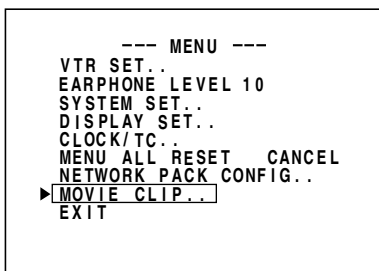 --- MENU ---
VTR SET..
EARPHONE LEVEL 10
SYSTEM SET..
DISPLAY SET..
CLOCK/TC..
MENU ALL RESET CANCEL
NETWORK PACK CONFIG..
▶MOVIE CLIP..
EXIT